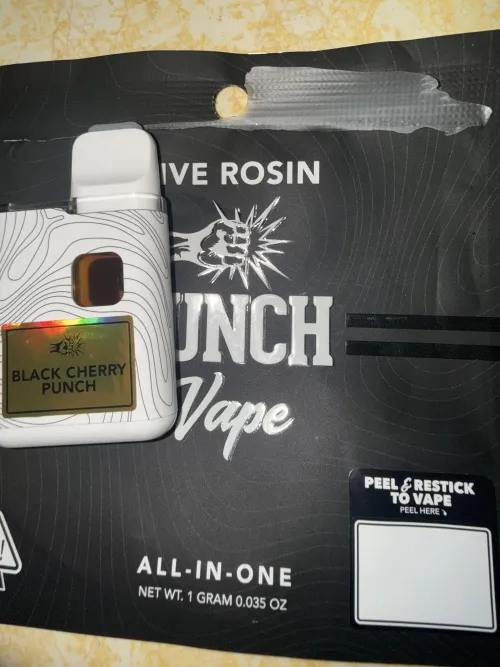 IVE ROSIN
UNCH
Vape
BLACK CHERRY
PUNCH
PEEL & RESTICK
TO VAPE
PEEL HERE
ALL-IN-ONE
NET WT. 1 GRAM 0.035 OZ
!